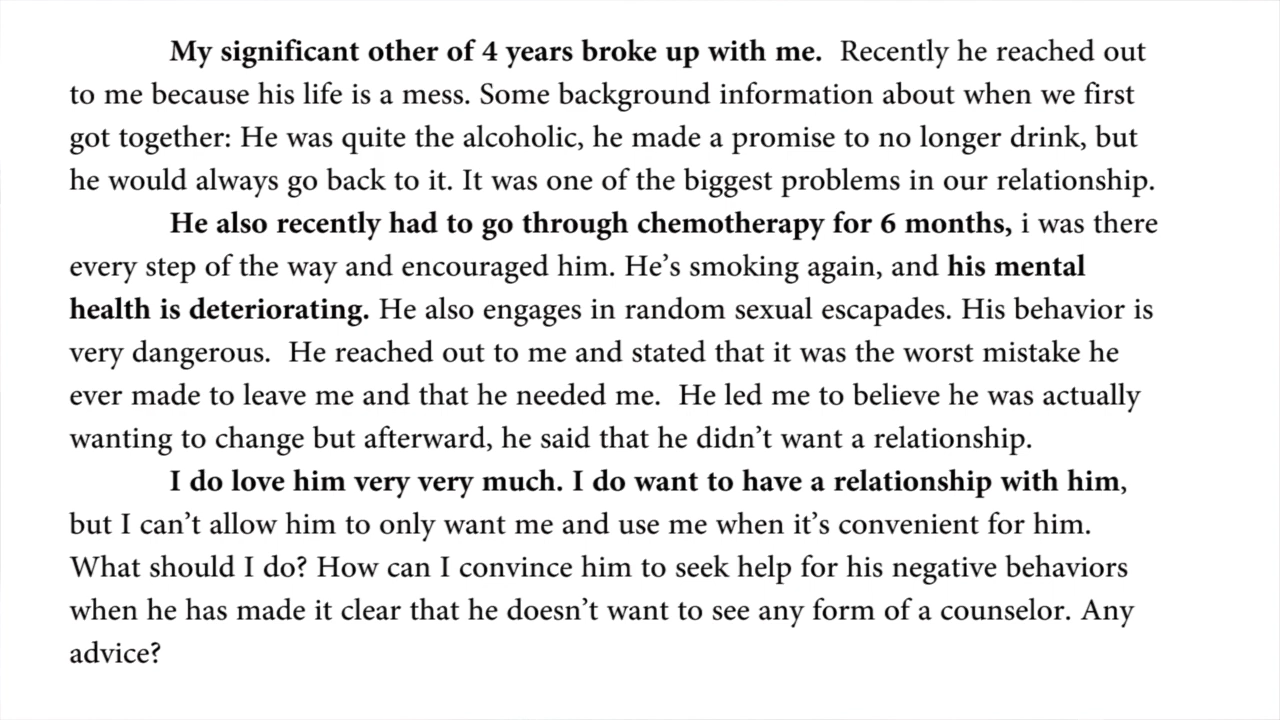 My significant other of 4 years broke up with me.  Recently he reached out
to me because his life is a mess. Some background information about when we first
got together: He was quite the alcoholic, he made a promise to no longer drink, but
he would always go back to it. It was one of the biggest problems in our relationship.
He also recently had to go through chemotherapy for 6 months, i was there
every step of the way and encouraged him. He’s smoking again, and his mental
health is deteriorating. He also engages in random sexual escapades. His behavior is
very dangerous.  He reached out to me and stated that it was the worst mistake he
ever made to leave me and that he needed me.  He led me to believe he was actually
wanting to change but afterward, he said that he didn’t want a relationship.
I do love him very very much. I do want to have a relationship with him,
but I can’t allow him to only want me and use me when it’s convenient for him.
What should I do? How can I convince him to seek help for his negative behaviors
when he has made it clear that he doesn’t want to see any form of a counselor. Any
advice?